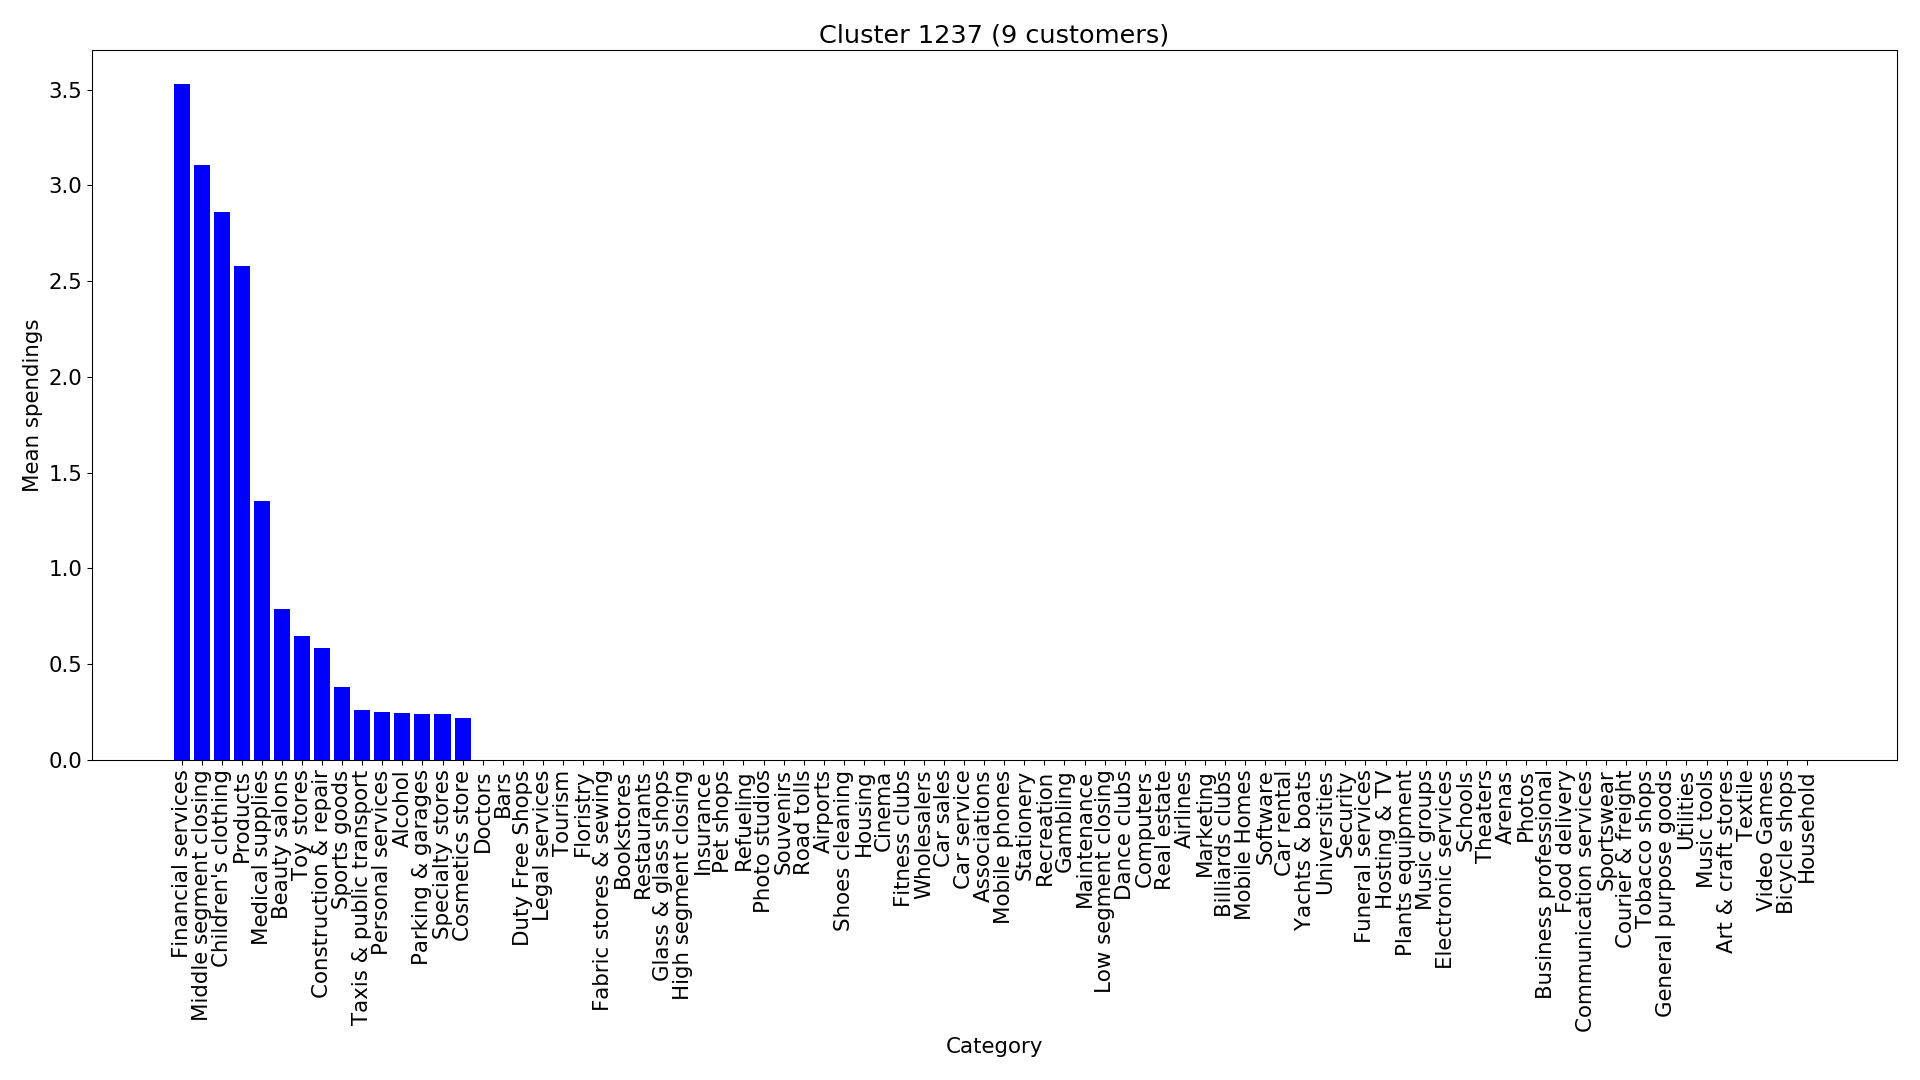 Cluster 1237 (9 customers)
Mean spendings
3.5
3.0
2.5
2.0
1.5
1.0
0.5
0.0
Financial services
Middle segment closing
Children's clothing
Products
Medical supplies
Beauty salons
Toy stores
Construction & repair
Sports goods
Taxis & public transport
Personal services
Alcohol
Parking & garages
Specialty stores
Cosmetics store
Doctors
Bars
Duty Free Shops
Legal services
Tourism
Floristry
Fabric stores & sewing
Bookstores
Restaurants
Glass & glass shops
High segment closing
Insurance
Pet shops
Refueling
Photo studios
Souvenirs
Road tolls
Airports
Shoes cleaning
Housing
Cinema
Fitness clubs
Wholesalers
Car sales
Car service
Associations
Mobile phones
Stationery
Recreation
Gambling
Maintenance
Low segment closing
Dance clubs
Computers
Real estate
Airlines
Marketing
Billiards clubs
Mobile Homes
Software
Car rental
Yachts & boats
Universities
Security
Funeral services
Hosting & TV
Plants equipment
Music groups
Electronic services
Schools
Theaters
Arenas
Photos
Business professional
Food delivery
Communication services
Sportswear
Courier & freight
Tobacco shops
General purpose goods
Utilities
Music tools
Art & craft stores
Textile
Video Games
Bicycle shops
Household
Category